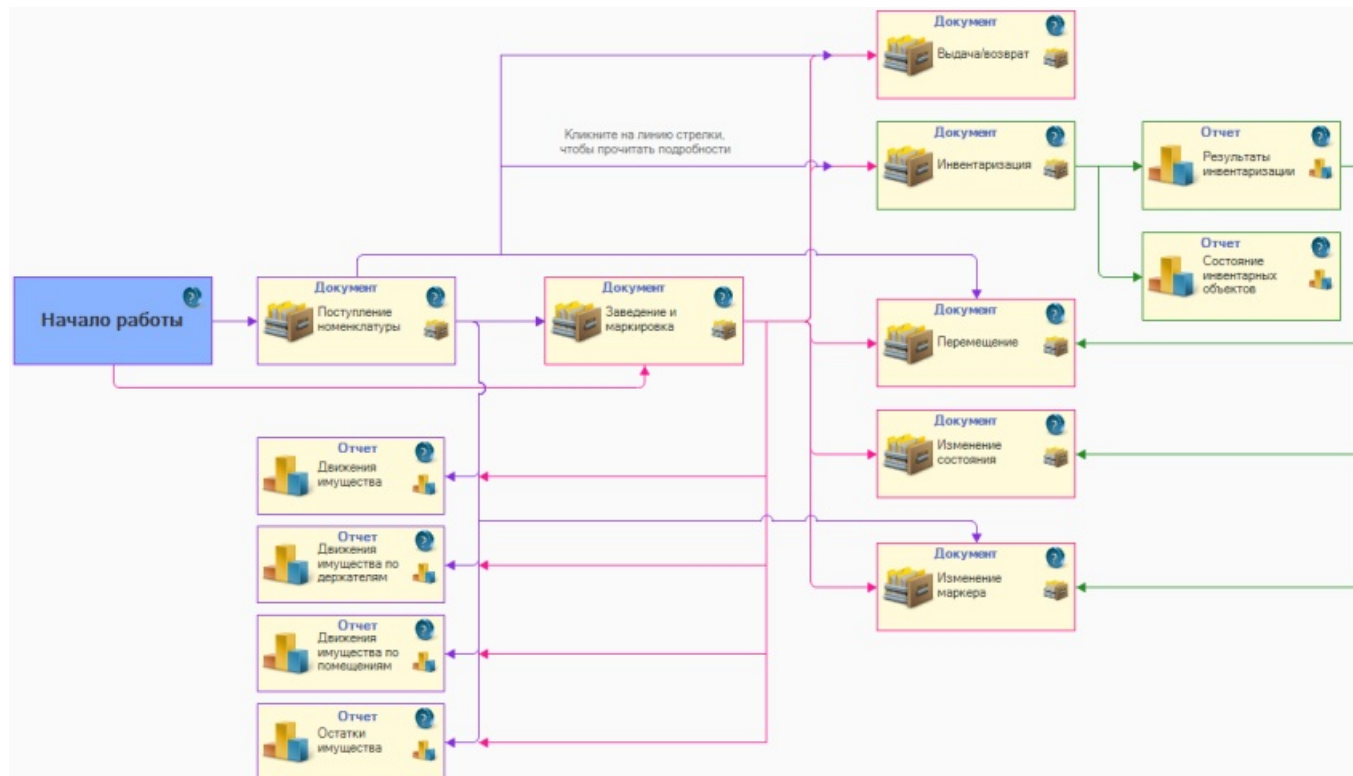 Документ
Выдача/возврат
Кликните на линию стрелки,
чтобы прочитать подробности
Документ
Инвентаризация
Отчет
Результаты
инвентаризации
Отчет
Состояние
инвентарных
объектов
Начало работы
Документ
Поступление
номенклатуры
Документ
Заведение и
маркировка
Документ
Перемещение
Документ
Изменение
состояния
Отчет
Движения
имущества
Отчет
Движения
имущества по
держателям
Документ
Изменение
маркера
Отчет
Движения
имущества по
помещениям
Отчет
Остатки
имущества